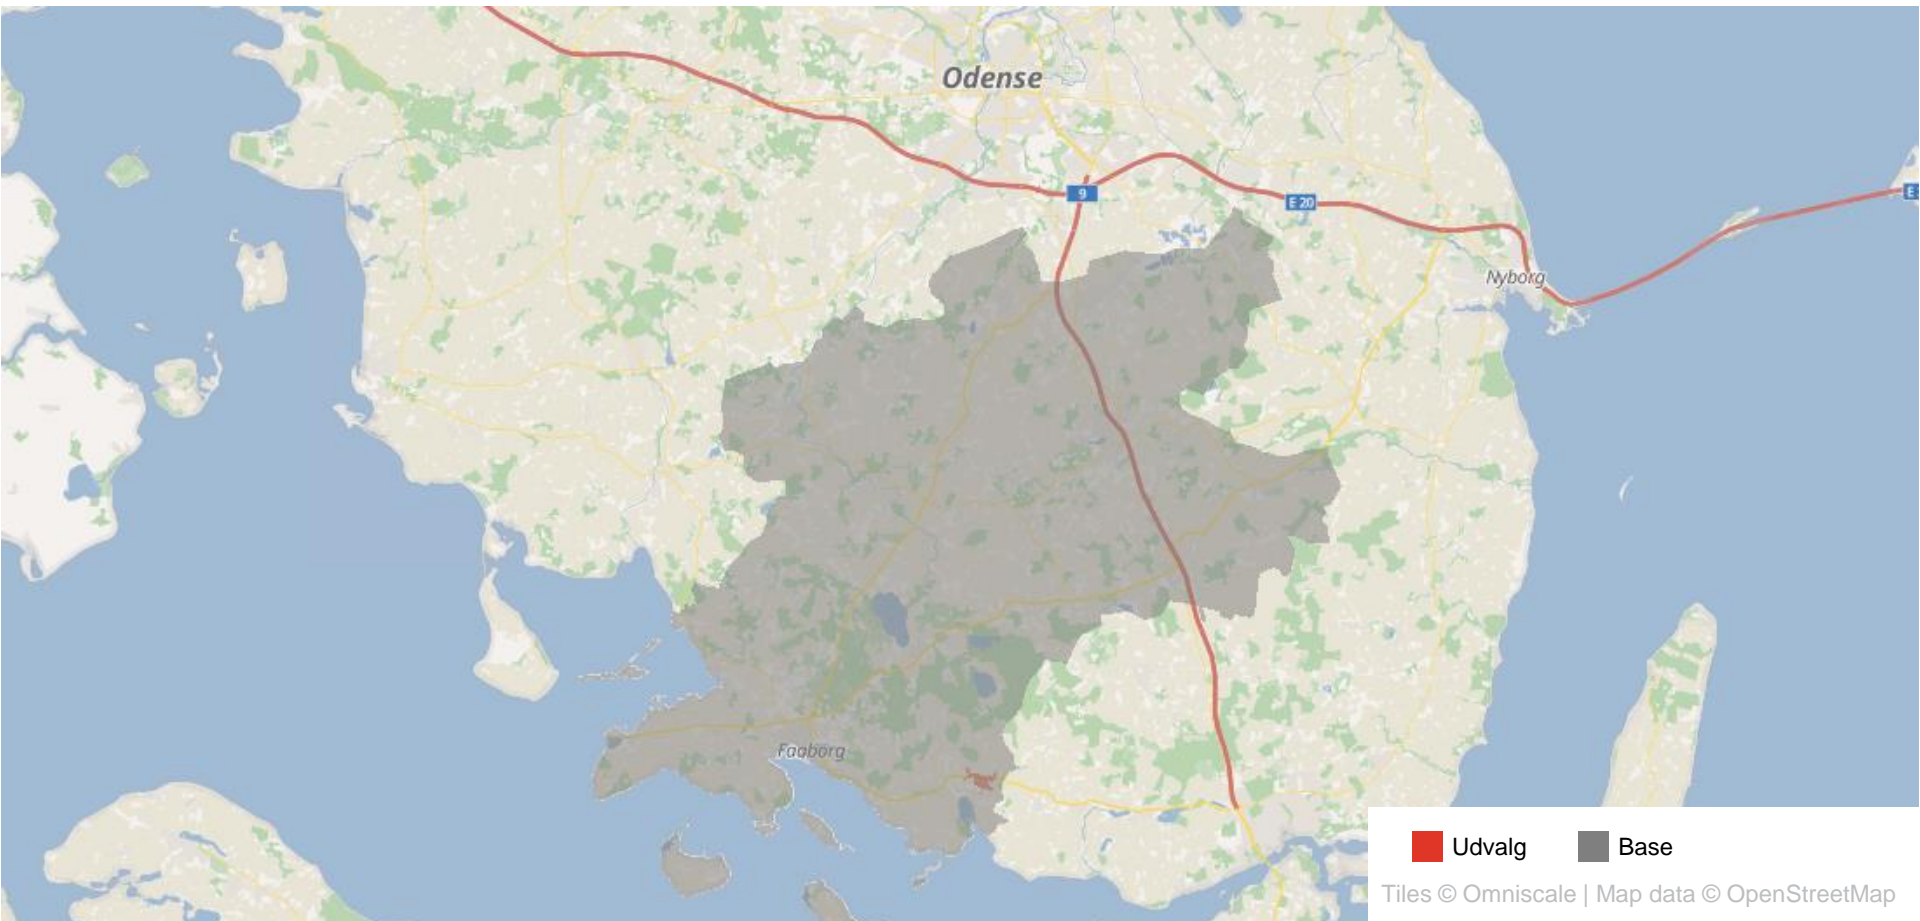 Odense
9
E 20
E
Nyborg
Faaborg
Udvalg
Base
Tiles © Omniscale | Map data © OpenStreetMap